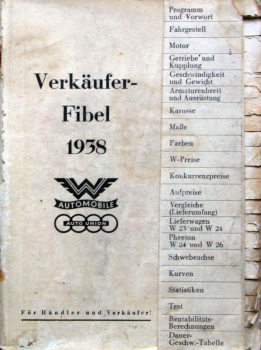 Verkäufer-
Fibel
1938
W
AUTOMOBILE
AUTO UNION
Für Händler und Verkäufer!
Programm
und Vorwort
Fahrgestell
Motor
Getriebe und
Kupplung
Geschwindigkeit
und Gewicht
Armaturenbrett
und Ausrüstung
Karosse
Maße
Farben
W-Preise
Konkurrenzpreise
Aufpreise
Vergleiche
(Lieferumfang)
Lieferwagen
W 23 und W 24
Phaeton
W 24 und W 26
Schwebeachse
Kurven
Statistiken
Test
Rentabilitäts-
Berechnungen
Dauer-
Geschw.-Tabelle